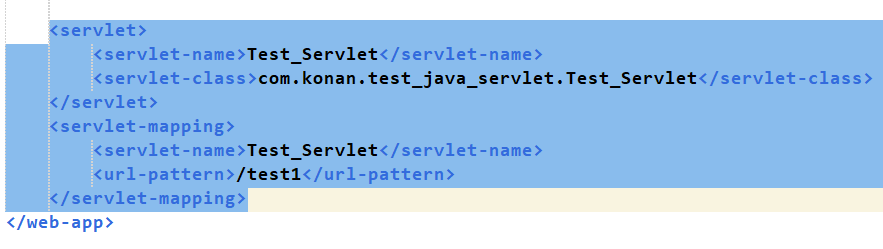 <servlet>
<servlet-name>Test_Servlet</servlet-name>
<servlet-class>com.konan.test_java_servlet.Test_Servlet</servlet-class>
</servlet>
<servlet-mapping>
<servlet-name>Test_Servlet</servlet-name>
<url-pattern>/test1</url-pattern>
</servlet-mapping>
</web-app>